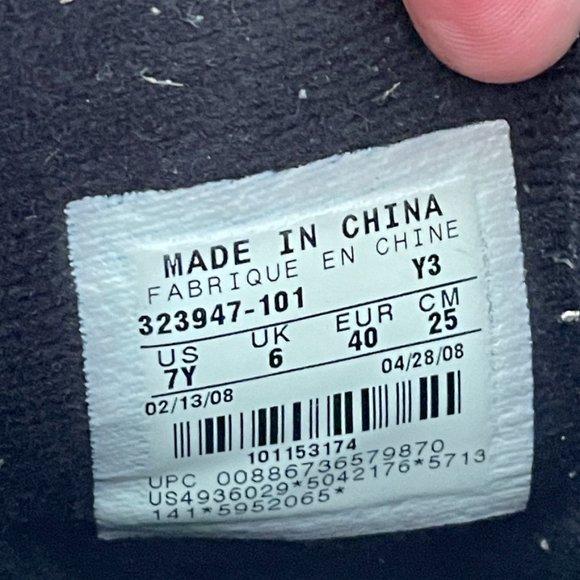 MADE IN CHINA
FABRIQUE EN CHINE
323947-101 Y3
US UK EUR CM
7Y 6 40 25
02/13/08 04/28/08
101153174
UPC 00886736579870
US4936029*5042176*5713
141*5952065*